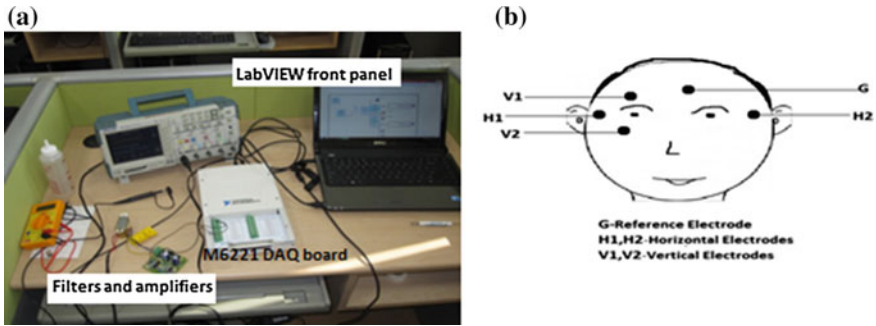 (a)
LabVIEW front panel
M6221 DAQ board
Filters and amplifiers
(b)
V1
G
H1
H2
V2
G-Reference Electrode
H1,H2-Horizontal Electrodes
V1,V2-Vertical Electrodes